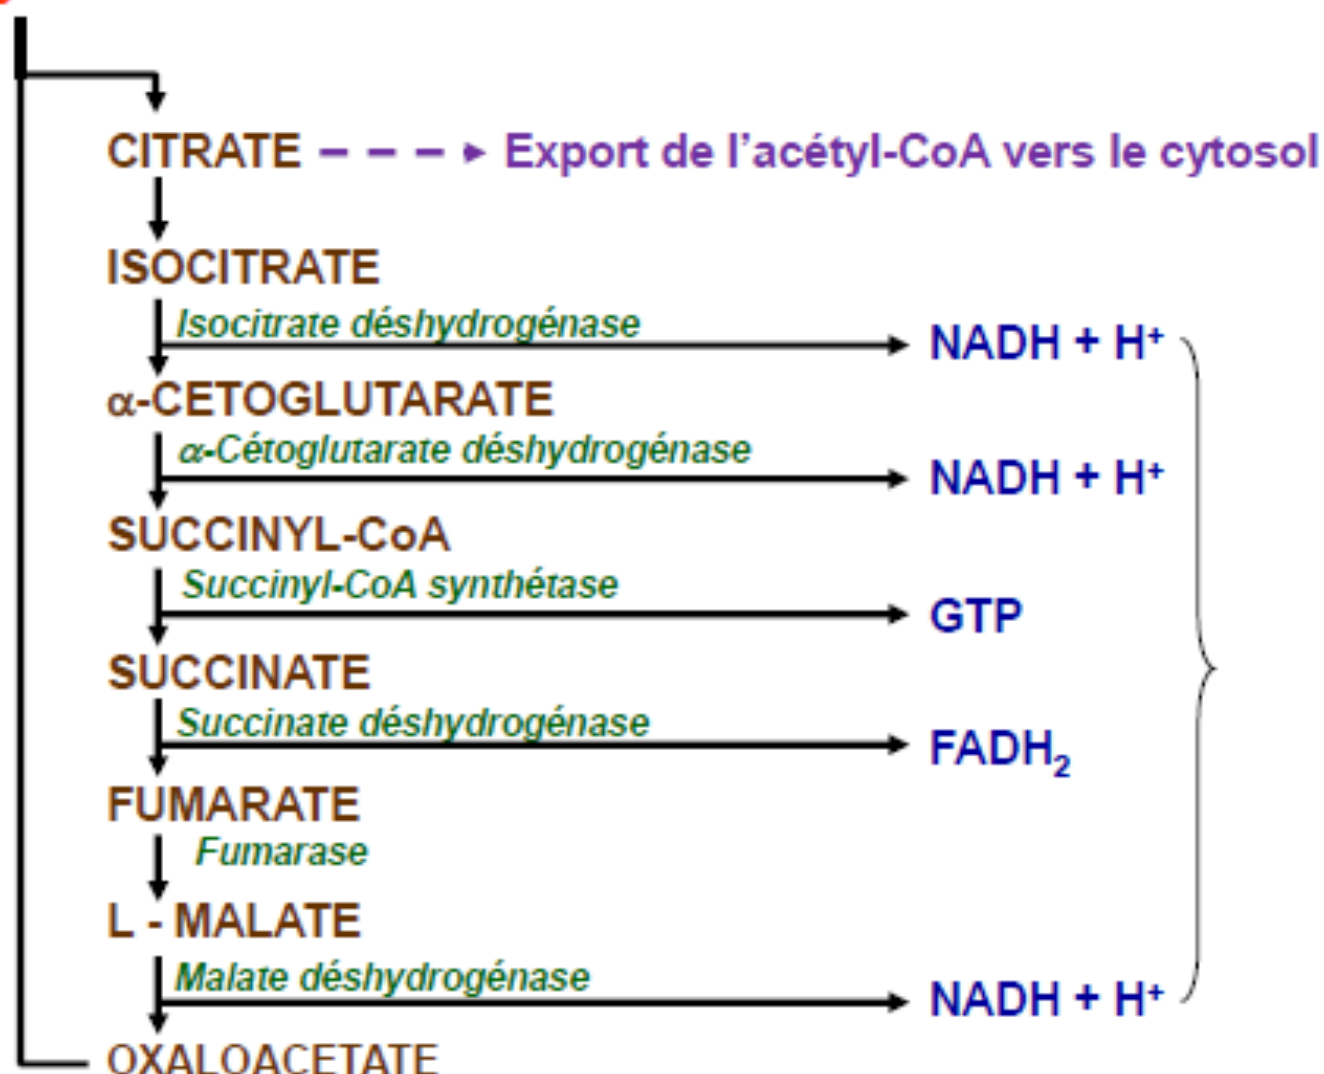 CITRATE Export de l'acétyl-CoA vers le cytosol
ISOCITRATE
Isocitrate déshydrogénase
NADH + H⁺
α-CETOGLUTARATE
α-Cétoglutarate déshydrogénase
NADH + H⁺
SUCCINYL-CoA
Succinyl-CoA synthétase
GTP
SUCCINATE
Succinate déshydrogénase
FADH₂
FUMARATE
Fumarase
L - MALATE
Malate déshydrogénase
NADH + H⁺
OXALOACETATE